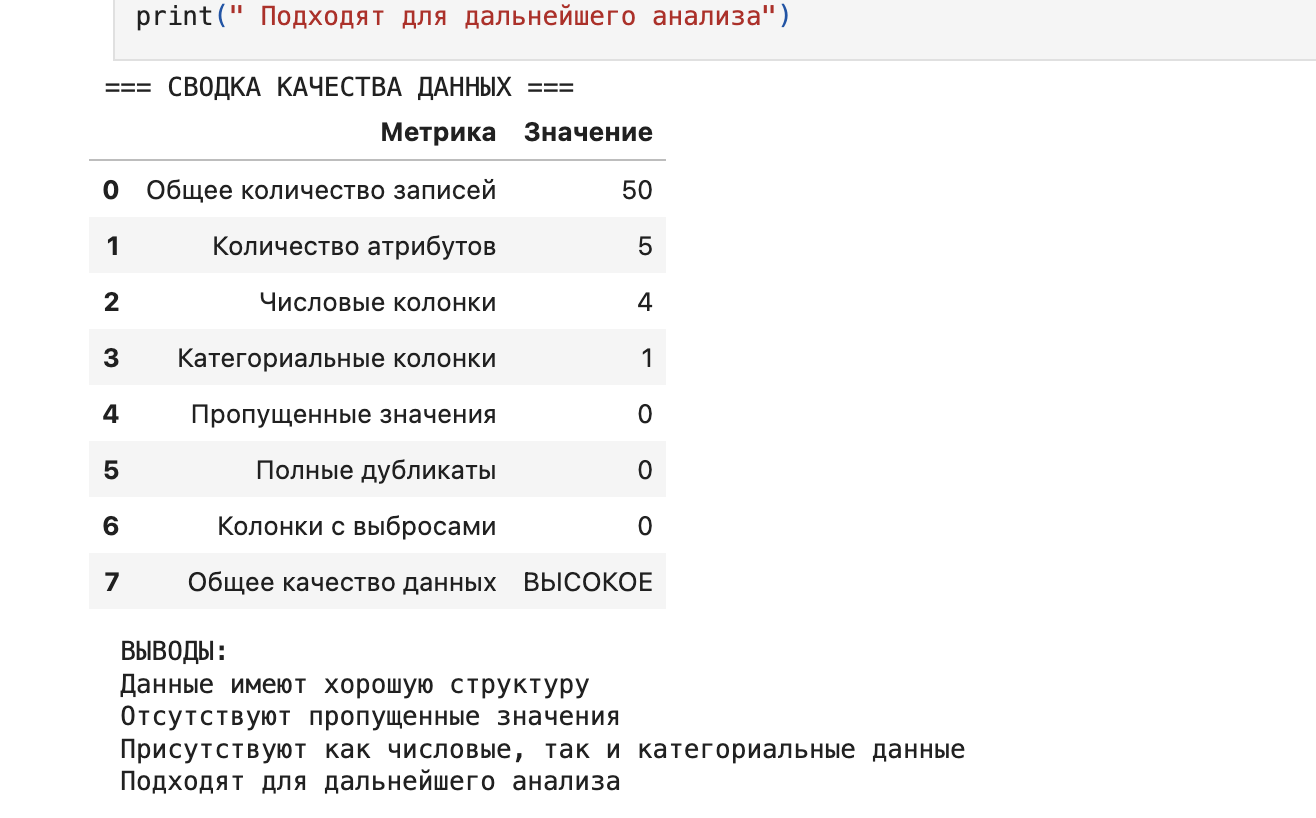 print(" Подходят для дальнейшего анализа")
=== СВОДКА КАЧЕСТВА ДАННЫХ ===
Метрика Значение
0 Общее количество записей 50
1 Количество атрибутов 5
2 Числовые колонки 4
3 Категориальные колонки 1
4 Пропущенные значения 0
5 Полные дубликаты 0
6 Колонки с выбросами 0
7 Общее качество данных ВЫСОКОЕ
ВЫВОДЫ:
Данные имеют хорошую структуру
Отсутствуют пропущенные значения
Присутствуют как числовые, так и категориальные данные
Подходят для дальнейшего анализа